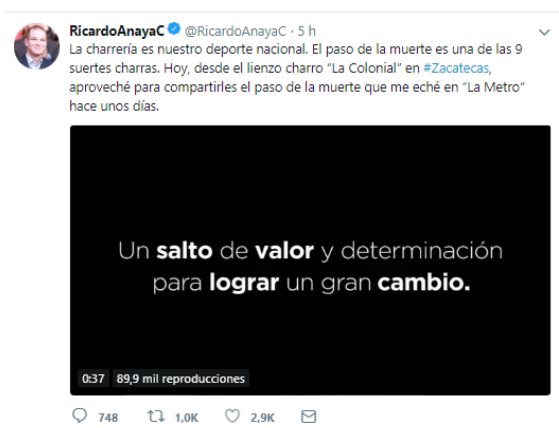 RicardoAnayaC @RicardoAnayaC · 5 h
La charrería es nuestro deporte nacional. El paso de la muerte es una de las 9
suertes charras. Hoy, desde el lienzo charro “La Colonial” en #Zacatecas,
aproveché para compartirles el paso de la muerte que me eché en “La Metro”
hace unos días.
Un salto de valor y determinación
para lograr un gran cambio.
0:37 89,9 mil reproducciones
748 1,0K 2,9K